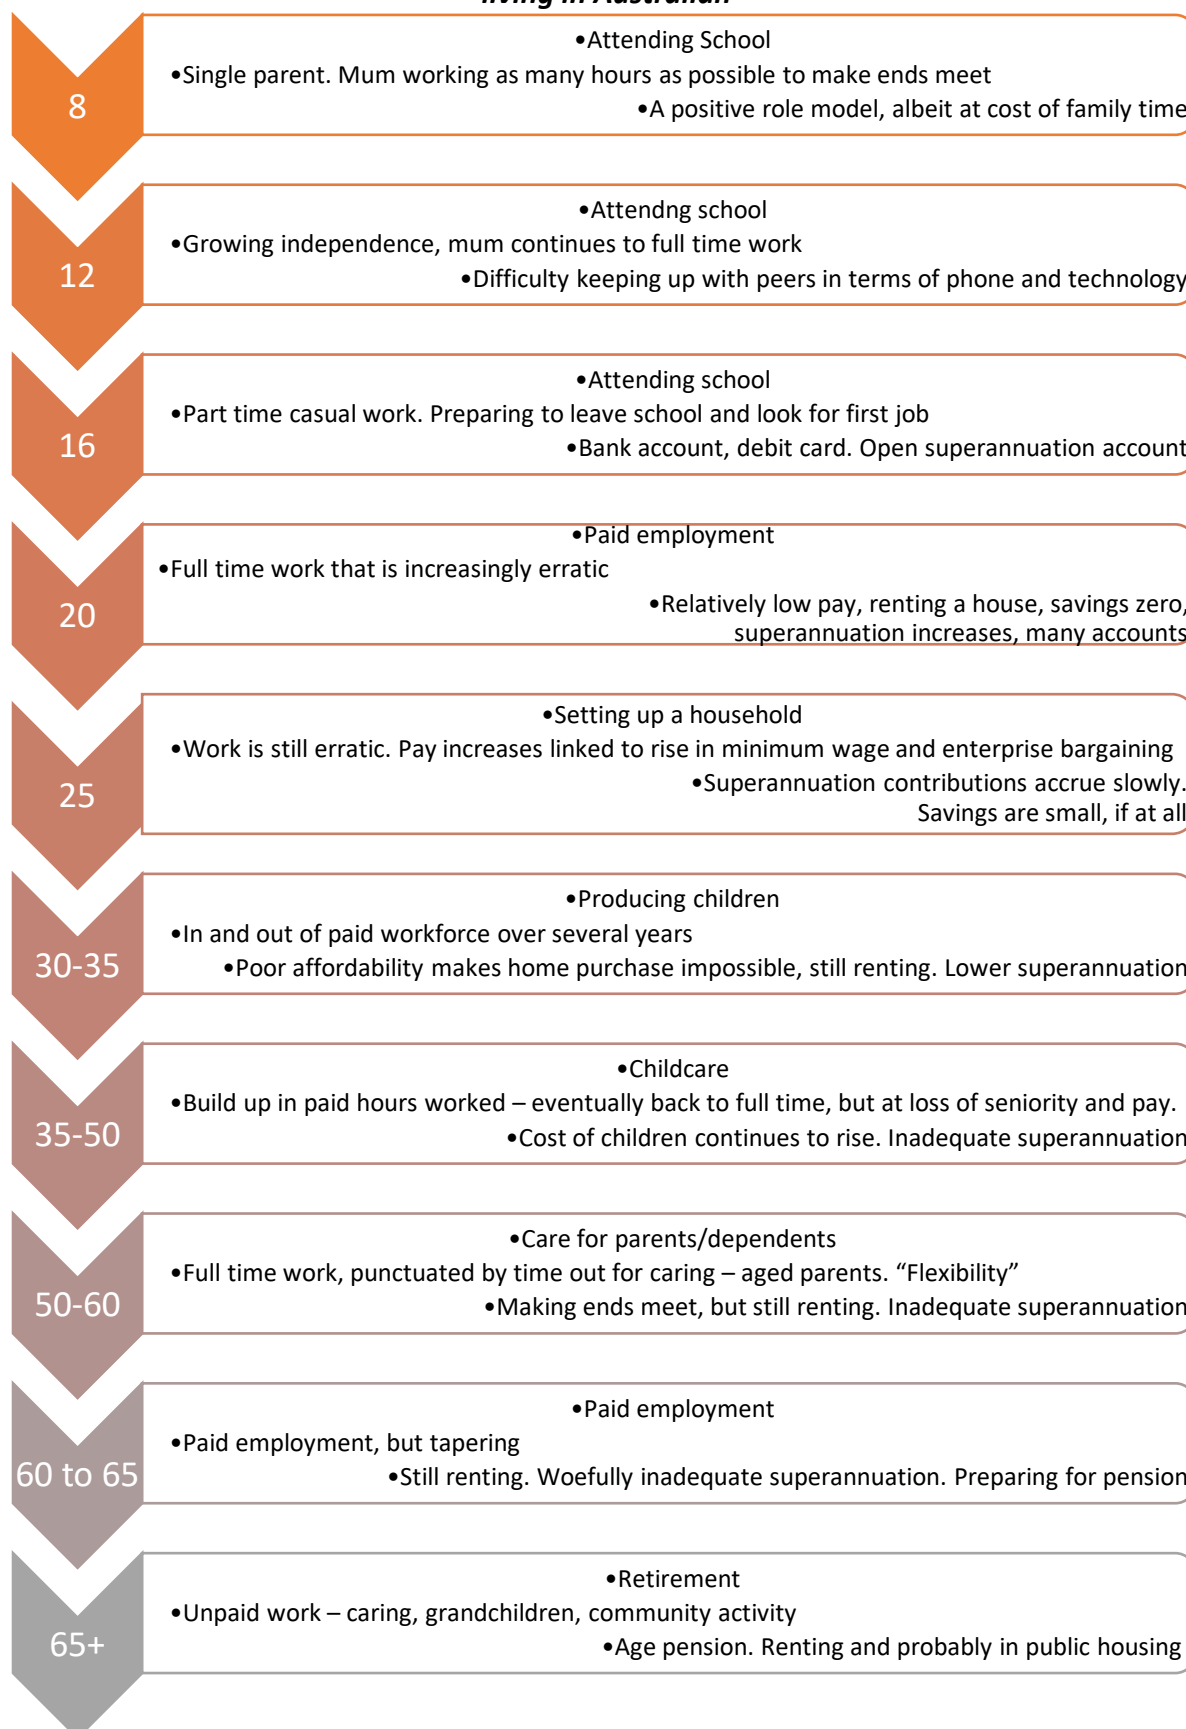 living in Australian
8
•Attending School
•Single parent. Mum working as many hours as possible to make ends meet
•A positive role model, albeit at cost of family time
12
•Attendng school
•Growing independence, mum continues to full time work
•Difficulty keeping up with peers in terms of phone and technology
16
•Attending school
•Part time casual work. Preparing to leave school and look for first job
•Bank account, debit card. Open superannuation account
20
•Paid employment
•Full time work that is increasingly erratic
•Relatively low pay, renting a house, savings zero,
superannuation increases, many accounts
25
•Setting up a household
•Work is still erratic. Pay increases linked to rise in minimum wage and enterprise bargaining
•Superannuation contributions accrue slowly.
Savings are small, if at all
30-35
•Producing children
•In and out of paid workforce over several years
•Poor affordability makes home purchase impossible, still renting. Lower superannuation
35-50
•Childcare
•Build up in paid hours worked – eventually back to full time, but at loss of seniority and pay.
•Cost of children continues to rise. Inadequate superannuation
50-60
•Care for parents/dependents
•Full time work, punctuated by time out for caring – aged parents. “Flexibility”
•Making ends meet, but still renting. Inadequate superannuation
60 to 65
•Paid employment
•Paid employment, but tapering
•Still renting. Woefully inadequate superannuation. Preparing for pension
65+
•Retirement
•Unpaid work – caring, grandchildren, community activity
•Age pension. Renting and probably in public housing